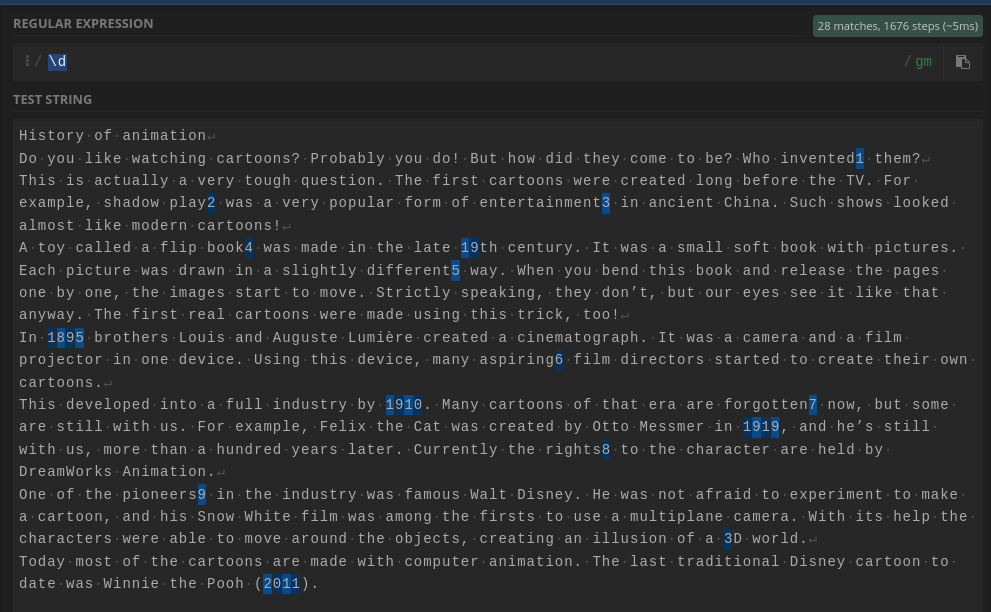 REGULAR EXPRESSION
28 matches, 1676 steps (~5ms)
/ \d
/ gm
TEST STRING
History·of·animation↵
Do·you·like·watching·cartoons?·Probably·you·do!·But·how·did·they·come·to·be?·Who·invented1·them?↵
This·is·actually·a·very·tough·question.·The·first·cartoons·were·created·long·before·the·TV.·For·
example,·shadow·play2·was·a·very·popular·form·of·entertainment3·in·ancient·China.·Such·shows·looked·
almost·like·modern·cartoons!↵
A·toy·called·a·flip·book4·was·made·in·the·late·19th·century.·It·was·a·small·soft·book·with·pictures.·
Each·picture·was·drawn·in·a·slightly·different5·way.·When·you·bend·this·book·and·release·the·pages·
one·by·one,·the·images·start·to·move.·Strictly·speaking,·they·don’t,·but·our·eyes·see·it·like·that·
anyway.·The·first·real·cartoons·were·made·using·this·trick,·too!↵
In·1895·brothers·Louis·and·Auguste·Lumière·created·a·cinematograph.·It·was·a·camera·and·a·film·
projector·in·one·device.·Using·this·device,·many·aspiring6·film·directors·started·to·create·their·own·
cartoons.↵
This·developed·into·a·full·industry·by·1910.·Many·cartoons·of·that·era·are·forgotten7·now,·but·some·
are·still·with·us.·For·example,·Felix·the·Cat·was·created·by·Otto·Messmer·in·1919,·and·he’s·still·
with·us,·more·than·a·hundred·years·later.·Currently·the·rights8·to·the·character·are·held·by·
DreamWorks·Animation.↵
One·of·the·pioneers9·in·the·industry·was·famous·Walt·Disney.·He·was·not·afraid·to·experiment·to·make·
a·cartoon,·and·his·Snow·White·film·was·among·the·firsts·to·use·a·multiplane·camera.·With·its·help·the·
characters·were·able·to·move·around·the·objects,·creating·an·illusion·of·a·3D·world.↵
Today·most·of·the·cartoons·are·made·with·computer·animation.·The·last·traditional·Disney·cartoon·to·
date·was·Winnie·the·Pooh·(2011).